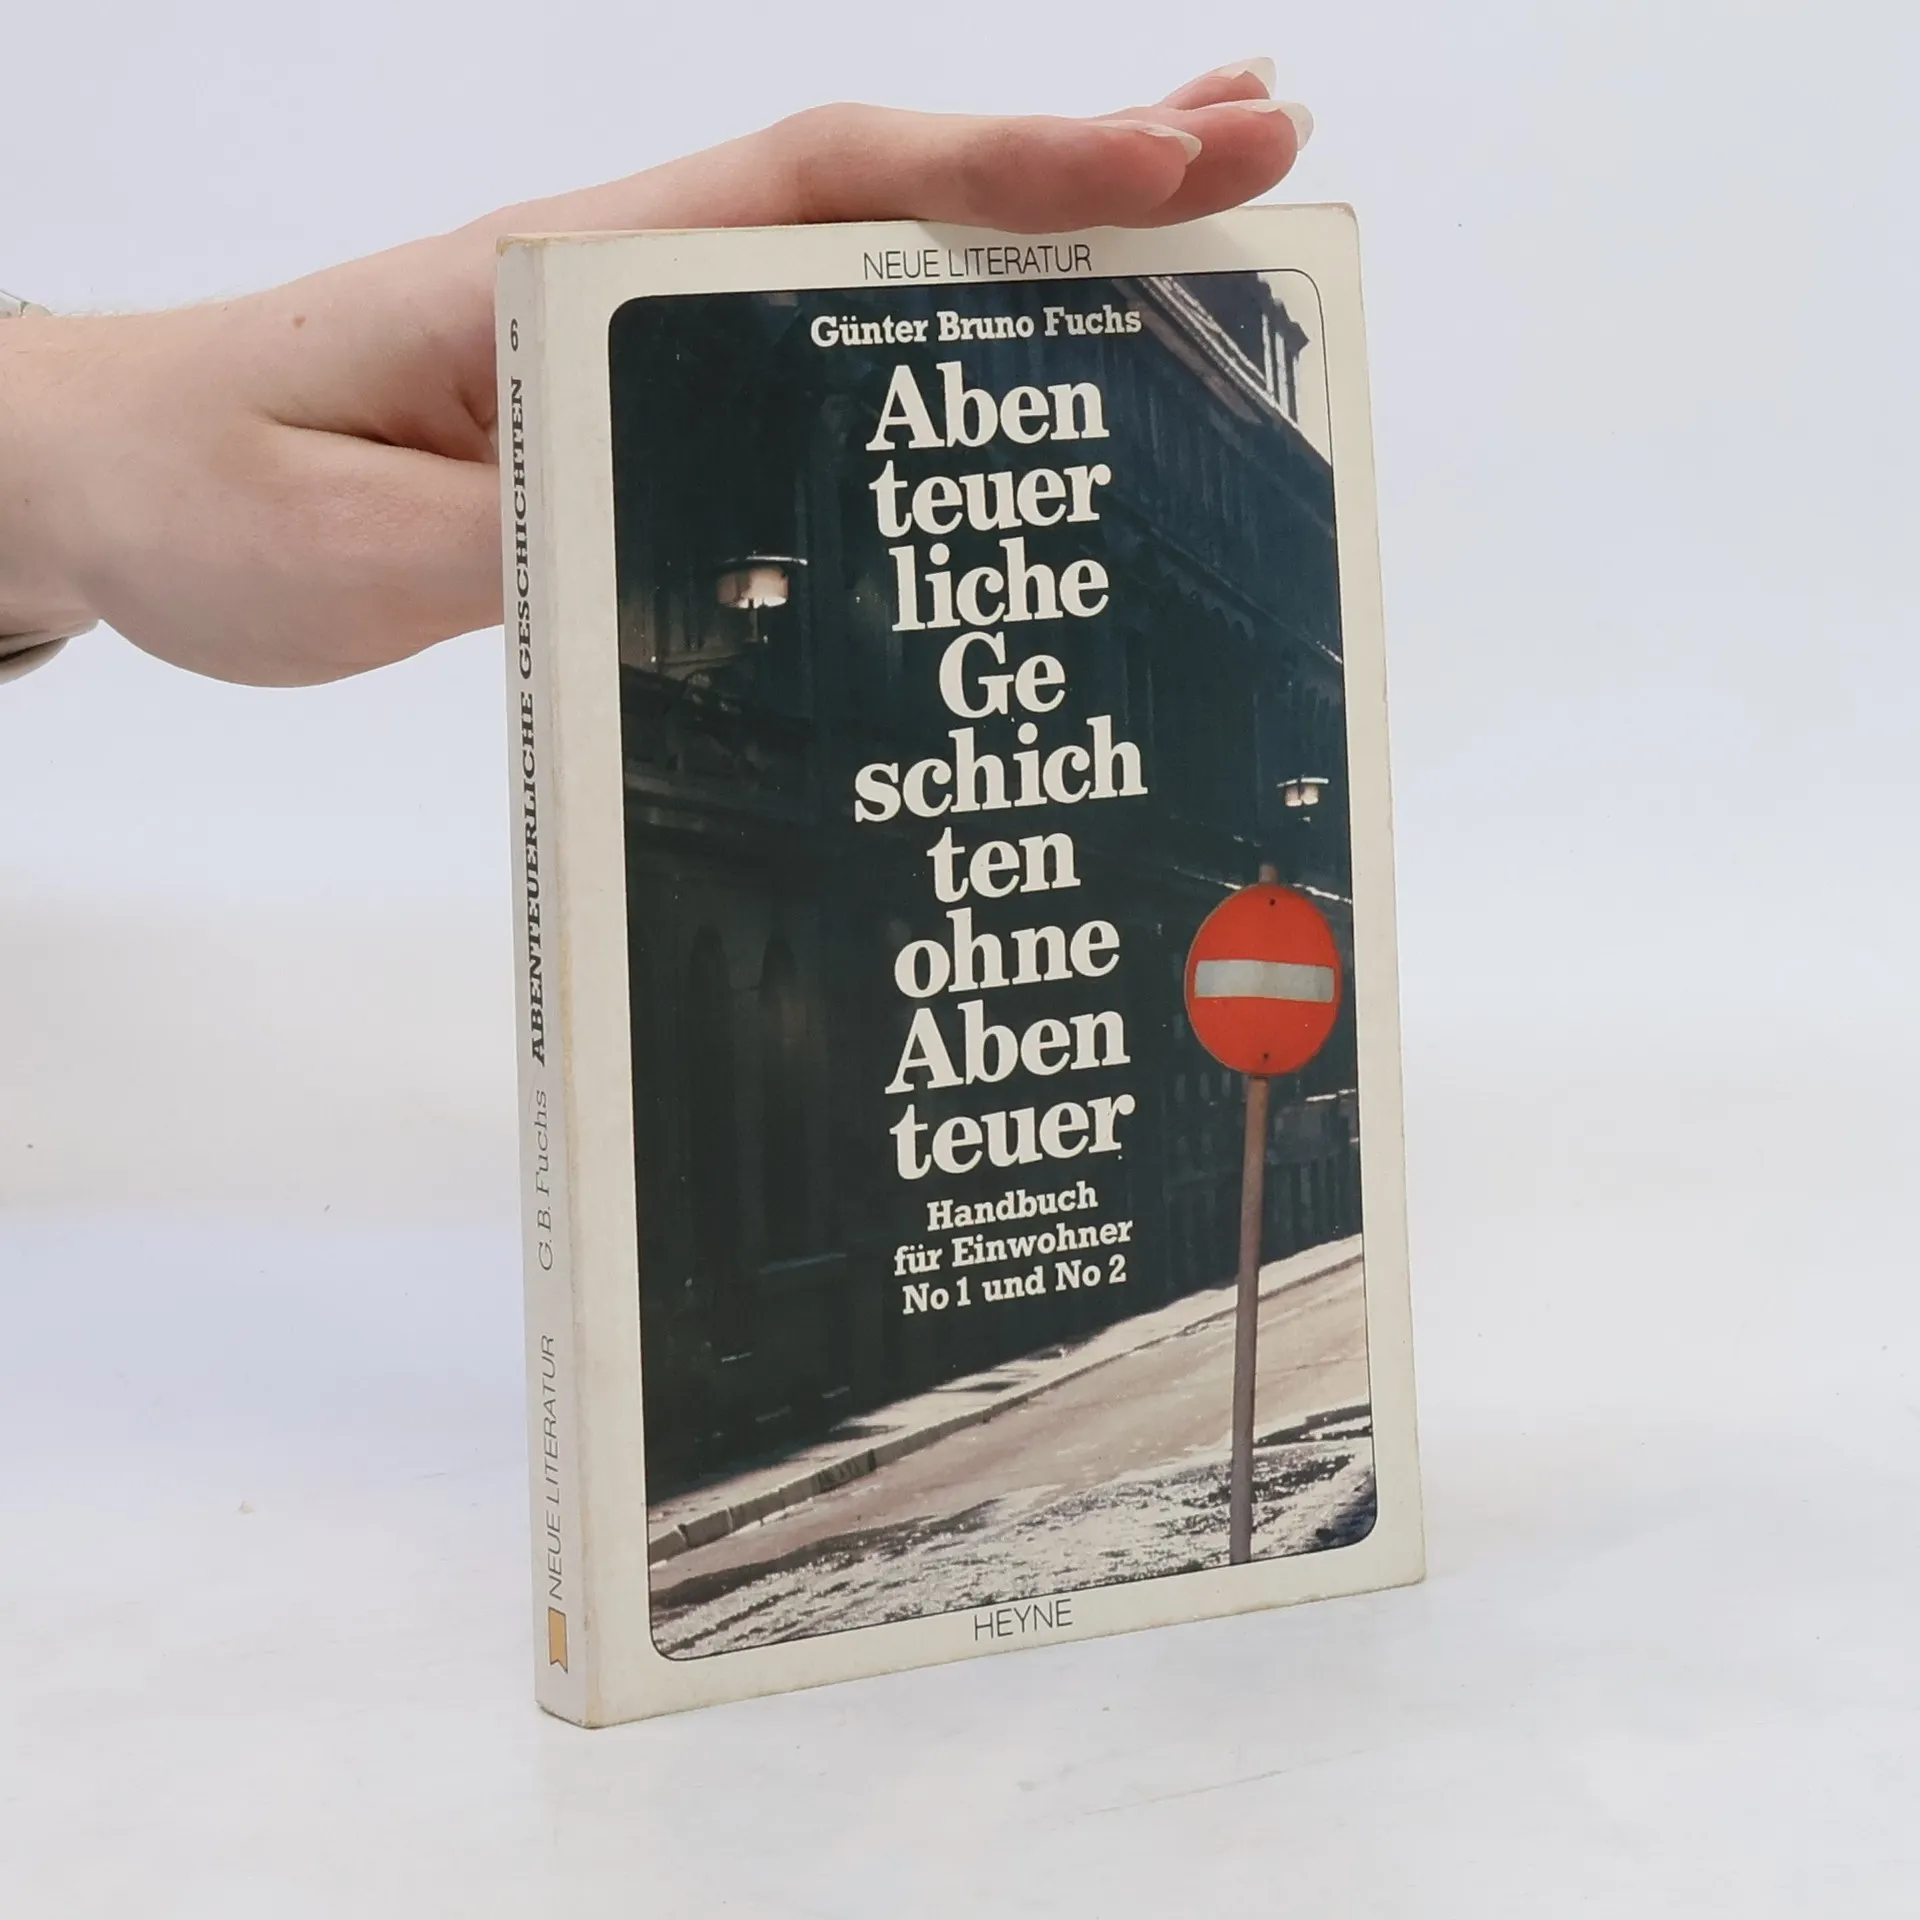 NEUE LITERATUR
Günter Bruno Fuchs
Aben
teuer
liche
Ge
schich
ten
ohne
Aben
teuer
Handbuch
für Einwohner
No 1 und No 2
HEYNE
NEUE LITERATUR G. B. Fuchs ABENTEUERLICHE GESCHICHTEN 6